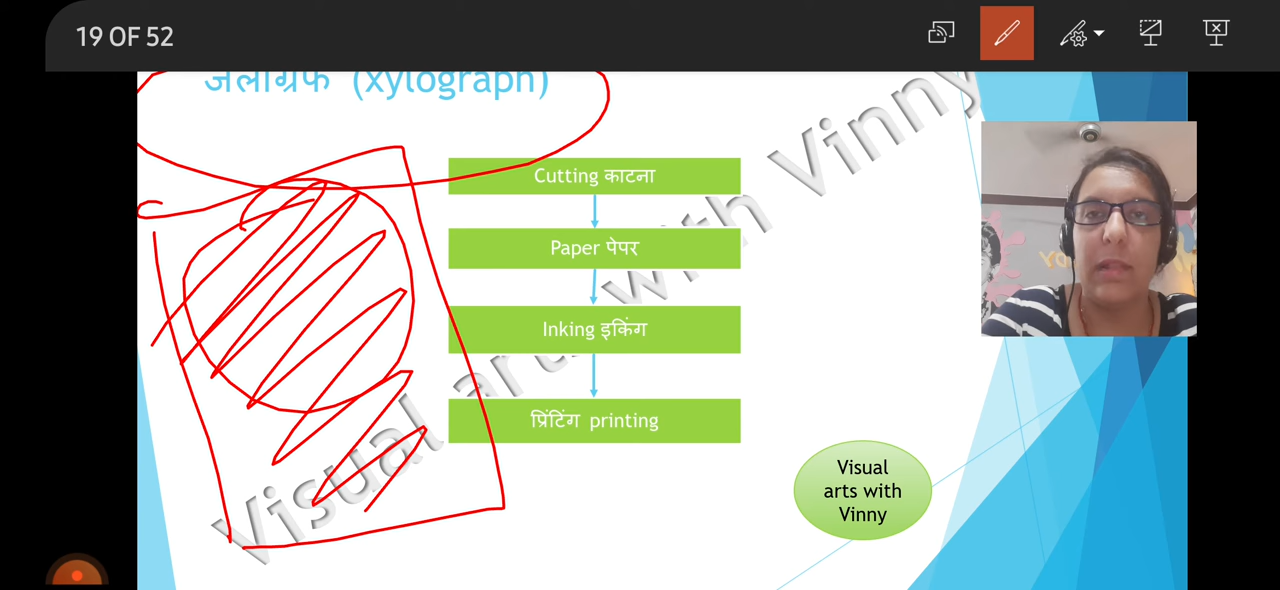 19 OF 52
जेलोग्रफ (xylograph)
Cutting काटना
Paper पेपर
Inking इकिंग
प्रिंटिंग printing
Visual arts with Vinny
Visual
arts with
Vinny